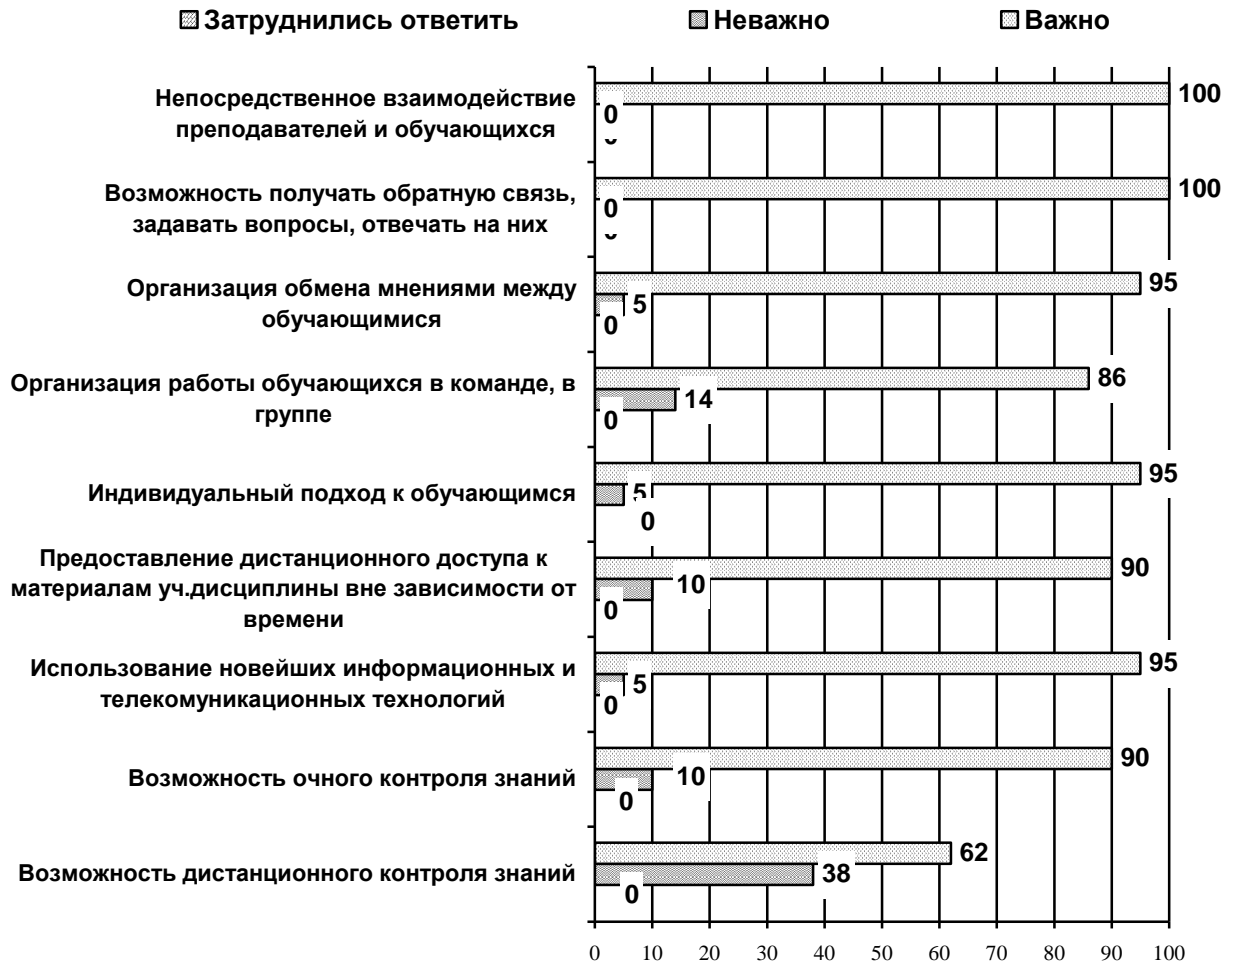 Затруднились ответить Неважно Важно
Непосредственное взаимодействие
преподавателей и обучающихся
100
0
Возможность получать обратную связь,
задавать вопросы, отвечать на них
100
0
Организация обмена мнениями между
обучающимися
95
5
0
Организация работы обучающихся в команде, в
группе
86
14
0
Индивидуальный подход к обучающимся
95
5
0
Предоставление дистанционного доступа к
материалам уч.дисциплины вне зависимости от
времени
90
10
0
Использование новейших информационных и
телекомуникационных технологий
95
5
0
Возможность очного контроля знаний
90
10
0
Возможность дистанционного контроля знаний
62
38
0
0 10 20 30 40 50 60 70 80 90 100